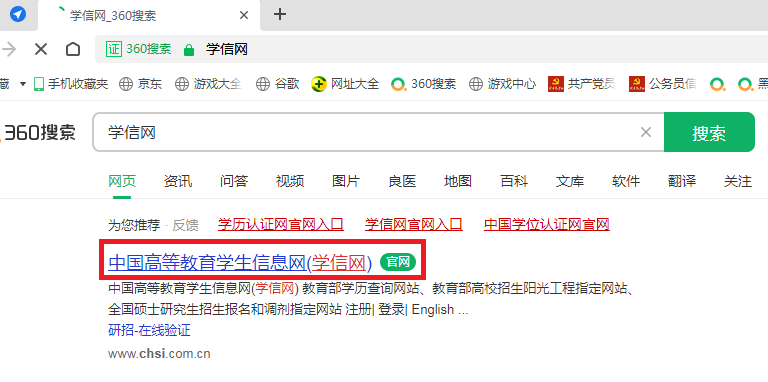 学信网_360搜索
证 360搜索 学信网
藏 手机收藏夹 京东 游戏大全 谷歌 网址大全 360搜索 游戏中心 共产党员 公务员信 黑
360搜索 学信网 搜索
网页 资讯 问答 视频 图片 良医 地图 百科 文库 软件 翻译 关注
为您推荐 · 反馈 学历认证网官网入口 学信网官网入口 中国学位认证网官网
中国高等教育学生信息网(学信网) 官网
中国高等教育学生信息网(学信网) 教育部学历查询网站、教育部高校招生阳光工程指定网站、
全国硕士研究生招生报名和调剂指定网站 注册| 登录| English ...
研招-在线验证
www.chsi.com.cn